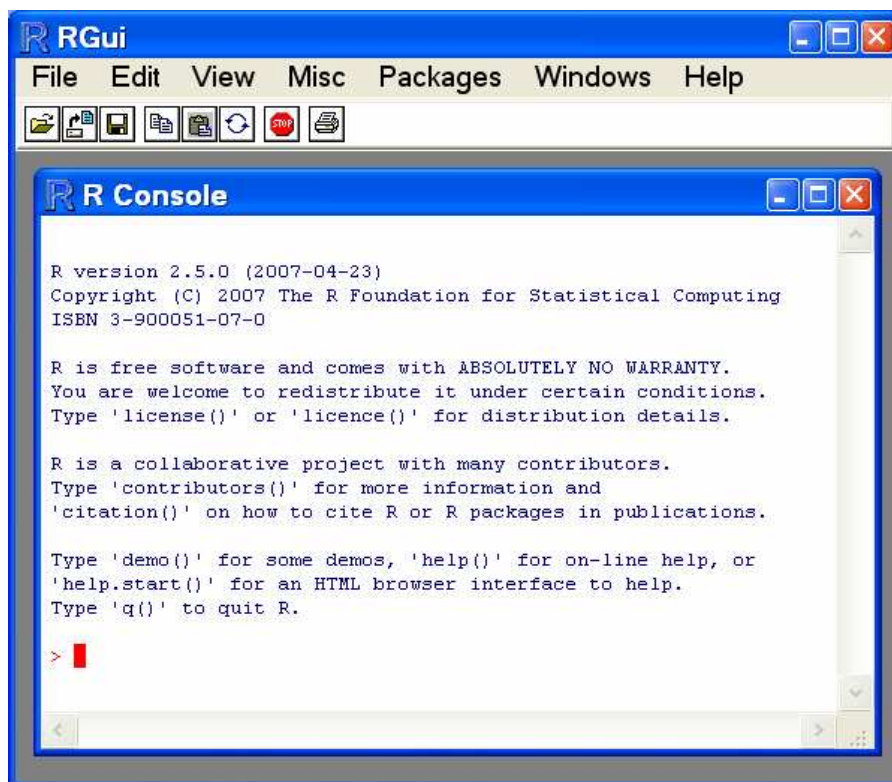 RGui
File Edit View Misc Packages Windows Help
STOP
R Console
R version 2.5.0 (2007-04-23)
Copyright (C) 2007 The R Foundation for Statistical Computing
ISBN 3-900051-07-0
R is free software and comes with ABSOLUTELY NO WARRANTY.
You are welcome to redistribute it under certain conditions.
Type 'license()' or 'licence()' for distribution details.
R is a collaborative project with many contributors.
Type 'contributors()' for more information and
'citation()' on how to cite R or R packages in publications.
Type 'demo()' for some demos, 'help()' for on-line help, or
'help.start()' for an HTML browser interface to help.
Type 'q()' to quit R.
>